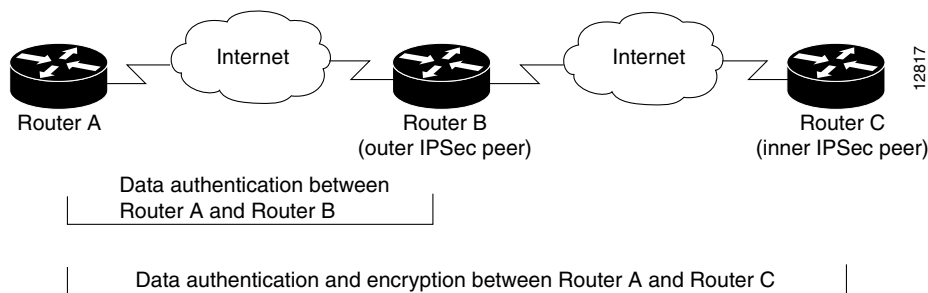 Internet
Internet
12817
Router A
Router B
(outer IPSec peer)
Router C
(inner IPSec peer)
Data authentication between
Router A and Router B
Data authentication and encryption between Router A and Router C